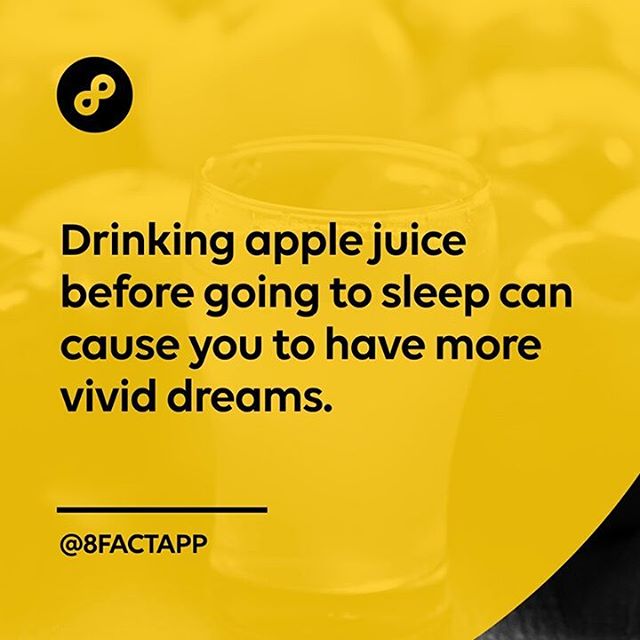 Drinking apple juice
before going to sleep can
cause you to have more
vivid dreams.
@8FACTAPP